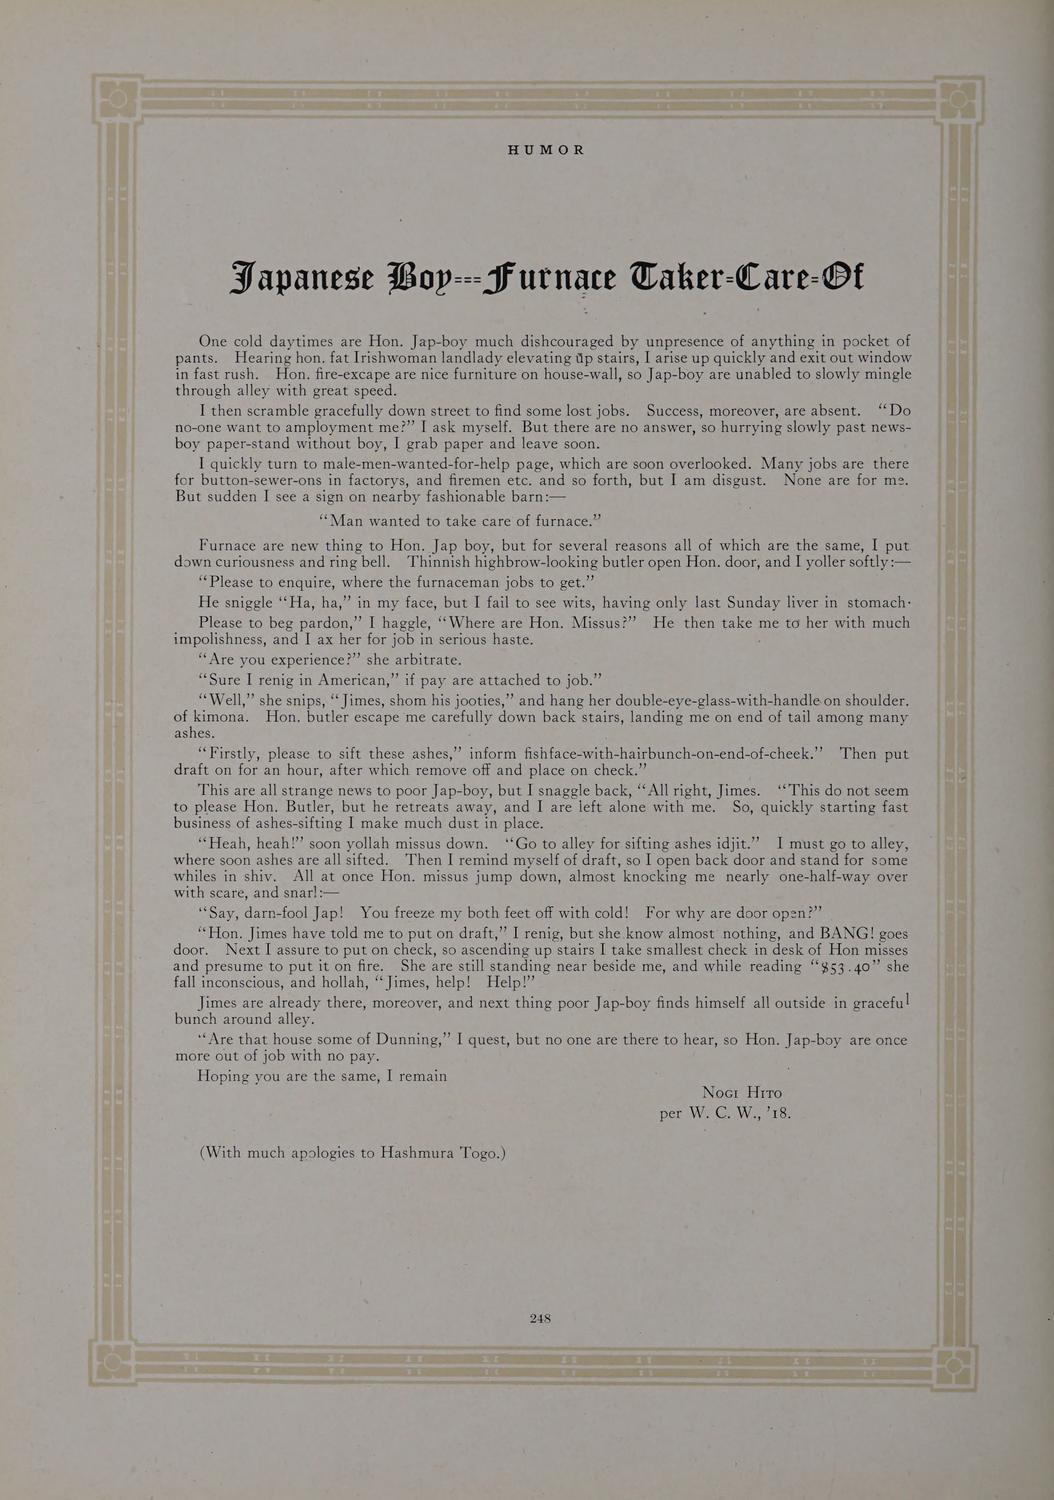 HUMOR
Japanese Boy---Furnace Taker-Care-Of
One cold daytimes are Hon. Jap-boy much dishcouraged by unpresence of anything in pocket of
pants. Hearing hon. fat Irishwoman landlady elevating up stairs, I arise up quickly and exit out window
in fast rush. Hon. fire-excape are nice furniture on house-wall, so Jap-boy are unabled to slowly mingle
through alley with great speed.
I then scramble gracefully down street to find some lost jobs. Success, moreover, are absent. “Do
no-one want to amployment me?” I ask myself. But there are no answer, so hurrying slowly past news-
boy paper-stand without boy, I grab paper and leave soon.
I quickly turn to male-men-wanted-for-help page, which are soon overlooked. Many jobs are there
for button-sewer-ons in factorys, and firemen etc. and so forth, but I am disgust. None are for me.
But sudden I see a sign on nearby fashionable barn:—
“Man wanted to take care of furnace.”
Furnace are new thing to Hon. Jap boy, but for several reasons all of which are the same, I put
down curiousness and ring bell. Thinnish highbrow-looking butler open Hon. door, and I yoller softly:—
“Please to enquire, where the furnaceman jobs to get.”
He sniggle “Ha, ha,” in my face, but I fail to see wits, having only last Sunday liver in stomach.
Please to beg pardon,” I haggle, “Where are Hon. Missus?” He then take me to her with much
impolishness, and I ax her for job in serious haste.
“Are you experience?” she arbitrate.
“Sure I renig in American,” if pay are attached to job.”
“Well,” she snips, “Jimes, shom his jooties,” and hang her double-eye-glass-with-handle on shoulder.
of kimona. Hon. butler escape me carefully down back stairs, landing me on end of tail among many
ashes.
“Firstly, please to sift these ashes,” inform fishface-with-hairbunch-on-end-of-cheek.” Then put
draft on for an hour, after which remove off and place on check.”
This are all strange news to poor Jap-boy, but I snaggle back, “All right, Jimes. “This do not seem
to please Hon. Butler, but he retreats away, and I are left alone with me. So, quickly starting fast
business of ashes-sifting I make much dust in place.
“Heah, heah!” soon yollah missus down. “Go to alley for sifting ashes idjit.” I must go to alley,
where soon ashes are all sifted. Then I remind myself of draft, so I open back door and stand for some
whiles in shiv. All at once Hon. missus jump down, almost knocking me nearly one-half-way over
with scare, and snarl:—
“Say, darn-fool Jap! You freeze my both feet off with cold! For why are door open?”
“Hon. Jimes have told me to put on draft,” I renig, but she know almost nothing, and BANG! goes
door. Next I assure to put on check, so ascending up stairs I take smallest check in desk of Hon misses
and presume to put it on fire. She are still standing near beside me, and while reading “$53.40” she
fall inconscious, and hollah, “Jimes, help! Help!”
Jimes are already there, moreover, and next thing poor Jap-boy finds himself all outside in graceful
bunch around alley.
“Are that house some of Dunning,” I quest, but no one are there to hear, so Hon. Jap-boy are once
more out of job with no pay.
Hoping you are the same, I remain
Nogi Hito
per W. C. W., ’18.
(With much apologies to Hashmura Togo.)
248